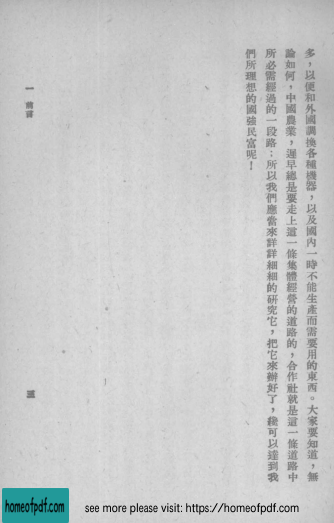 多，以便和外國調換各種機器，以及國內一時不能生產而需要用的東西。大家要知道，無
論如何，中國農業，遲早總是要走上這一條集體經營的道路的，合作社就是這一條道路中
所必需經過的一段路；所以我們應當來詳詳細細的研究它，把它來辦好了，纔可以達到我
們所理想的國強民富呢！
一 前言
三
homeofpdf.com
see more please visit: https://homeofpdf.com